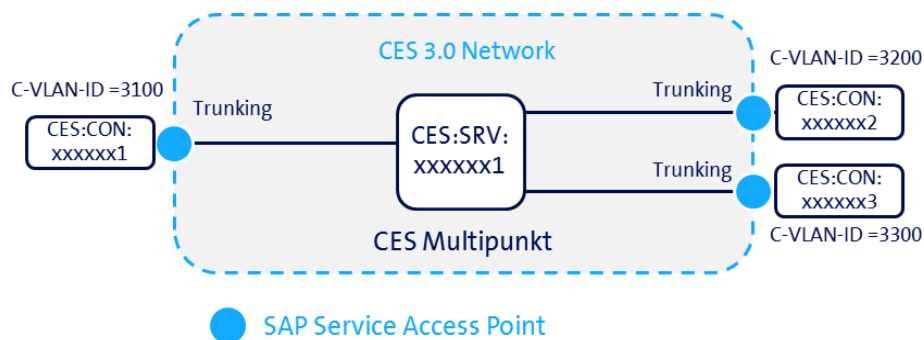 CES 3.0 Network
C-VLAN-ID =3100
Trunking
CES:CON:
xxxxxx1
CES:SRV:
xxxxxx1
Trunking
C-VLAN-ID =3200
CES:CON:
xxxxxx2
Trunking
CES:CON:
xxxxxx3
C-VLAN-ID =3300
CES Multipunkt
SAP Service Access Point